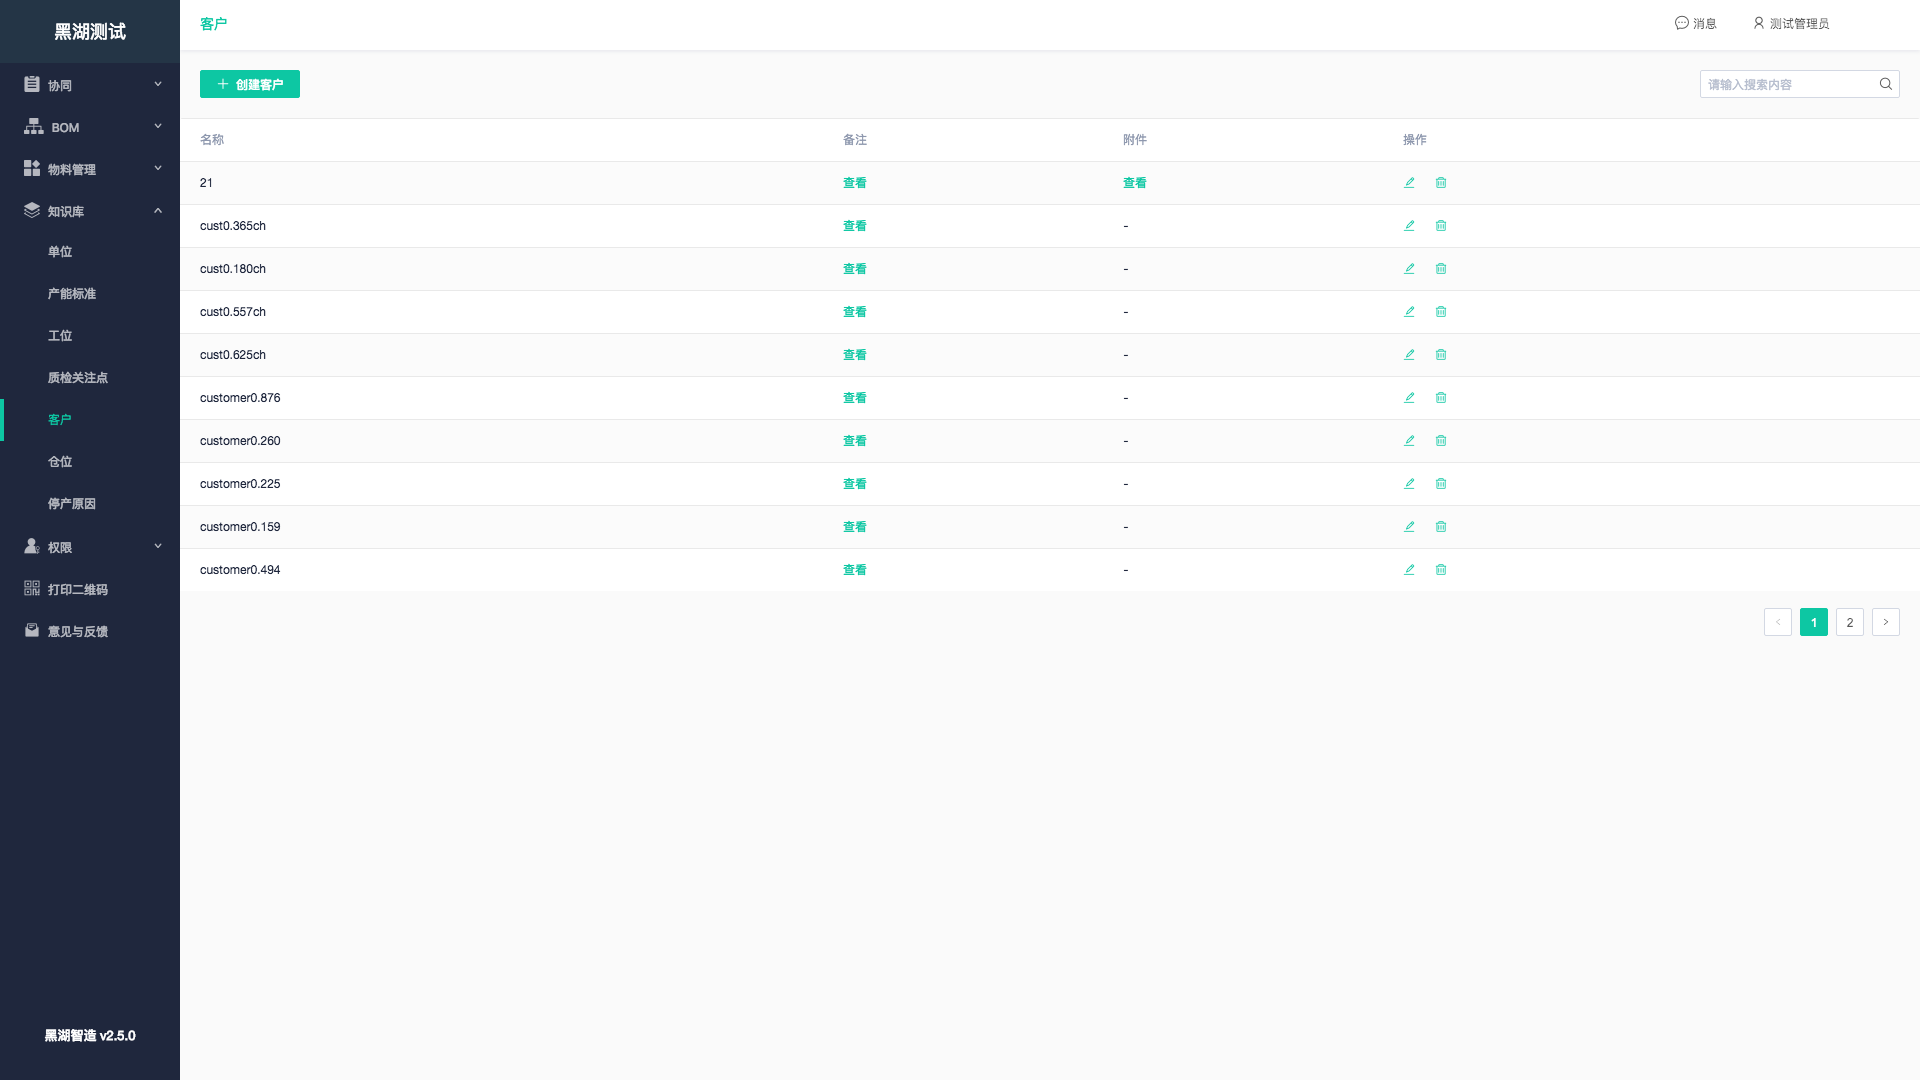 黑湖测试
协同
BOM
物料管理
知识库
单位
产能标准
工位
质检关注点
客户
仓位
停产原因
权限
打印二维码
意见与反馈
黑湖智造 v2.5.0
客户
消息
测试管理员
创建客户
请输入搜索内容
名称 备注 附件 操作
21 查看 查看
cust0.365ch 查看 -
cust0.180ch 查看 -
cust0.557ch 查看 -
cust0.625ch 查看 -
customer0.876 查看 -
customer0.260 查看 -
customer0.225 查看 -
customer0.159 查看 -
customer0.494 查看 -
1 2